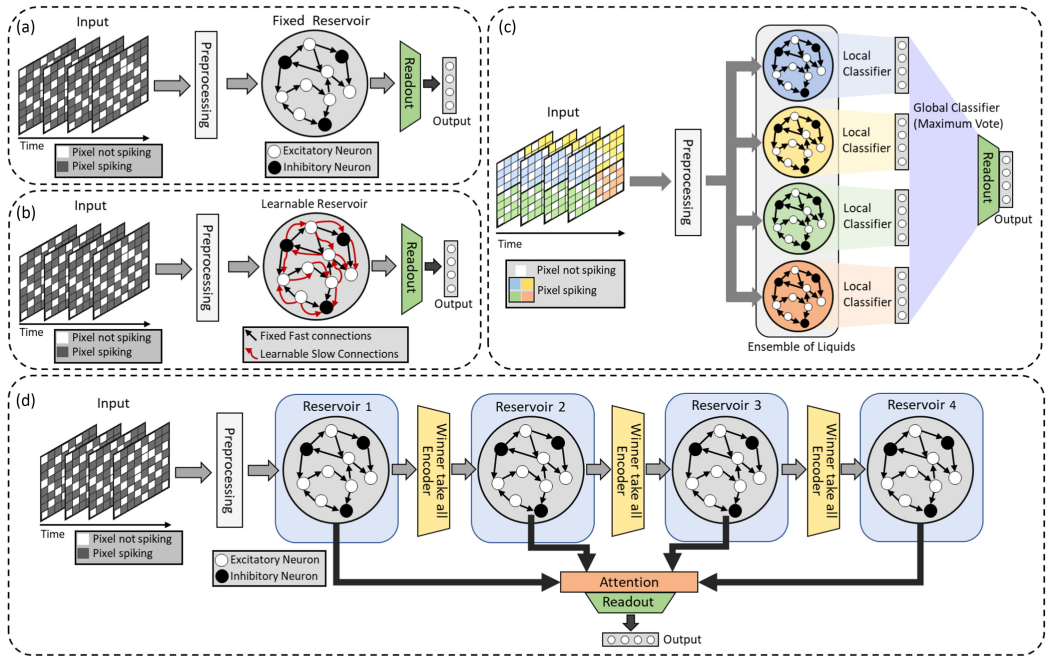 (a)
Input
Time
Pixel not spiking
Pixel spiking
Preprocessing
Fixed Reservoir
Excitatory Neuron
Inhibitory Neuron
Readout
Output
(b)
Input
Time
Pixel not spiking
Pixel spiking
Preprocessing
Learnable Reservoir
Fixed Fast connections
Learnable Slow Connections
Readout
Output
(c)
Input
Time
Pixel not spiking
Pixel spiking
Preprocessing
Local
Classifier
Local
Classifier
Local
Classifier
Local
Classifier
Ensemble of Liquids
Global Classifier
(Maximum Vote)
Readout
Output
(d)
Input
Time
Pixel not spiking
Pixel spiking
Preprocessing
Reservoir 1
Winner take all
Encoder
Reservoir 2
Winner take all
Encoder
Reservoir 3
Winner take all
Encoder
Reservoir 4
Excitatory Neuron
Inhibitory Neuron
Attention
Readout
Output